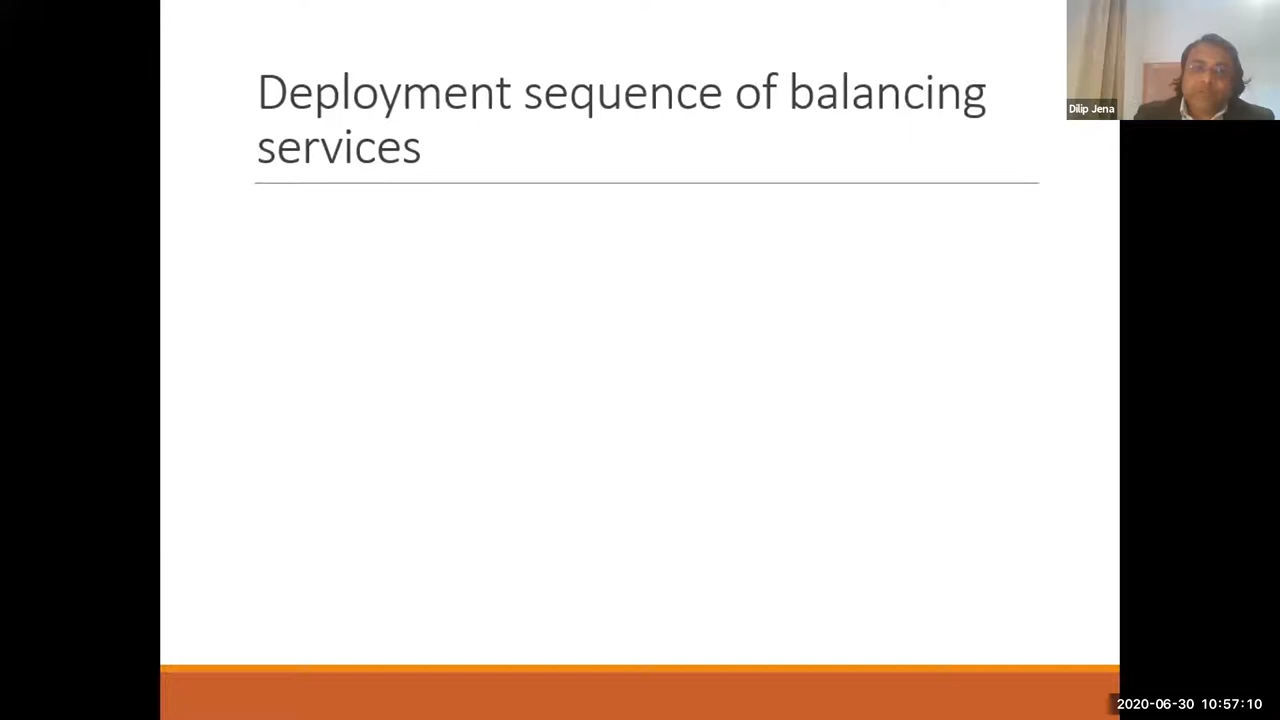 Deployment sequence of balancing
services
Dilip Jena
2020-06-30 10:57:10